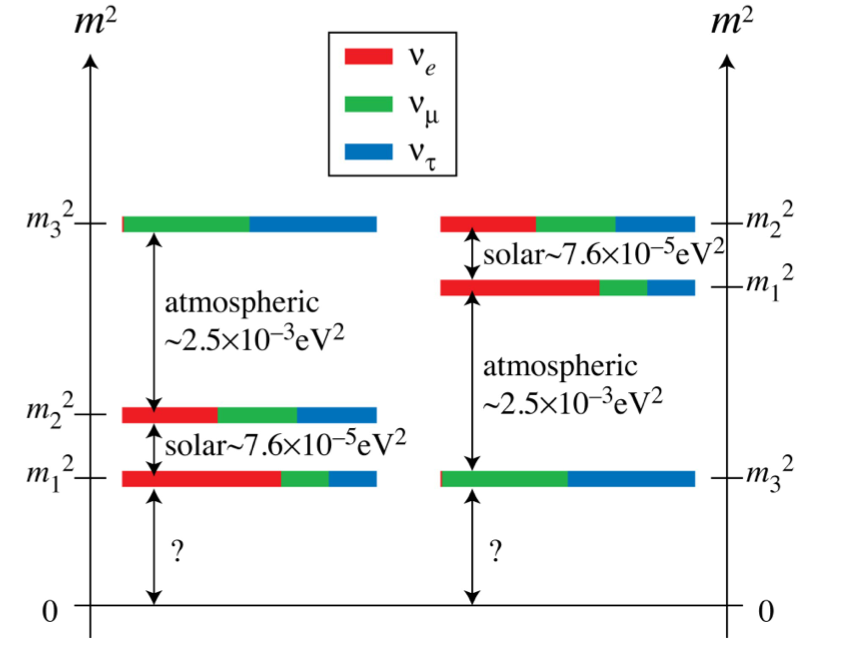 m² m²
νe
νμ
ντ
m₃² m₂²
solar~7.6×10⁻⁵eV²
m₁²
atmospheric
~2.5×10⁻³eV²
atmospheric
~2.5×10⁻³eV²
m₂²
solar~7.6×10⁻⁵eV²
m₁² m₃²
? ?
0 0